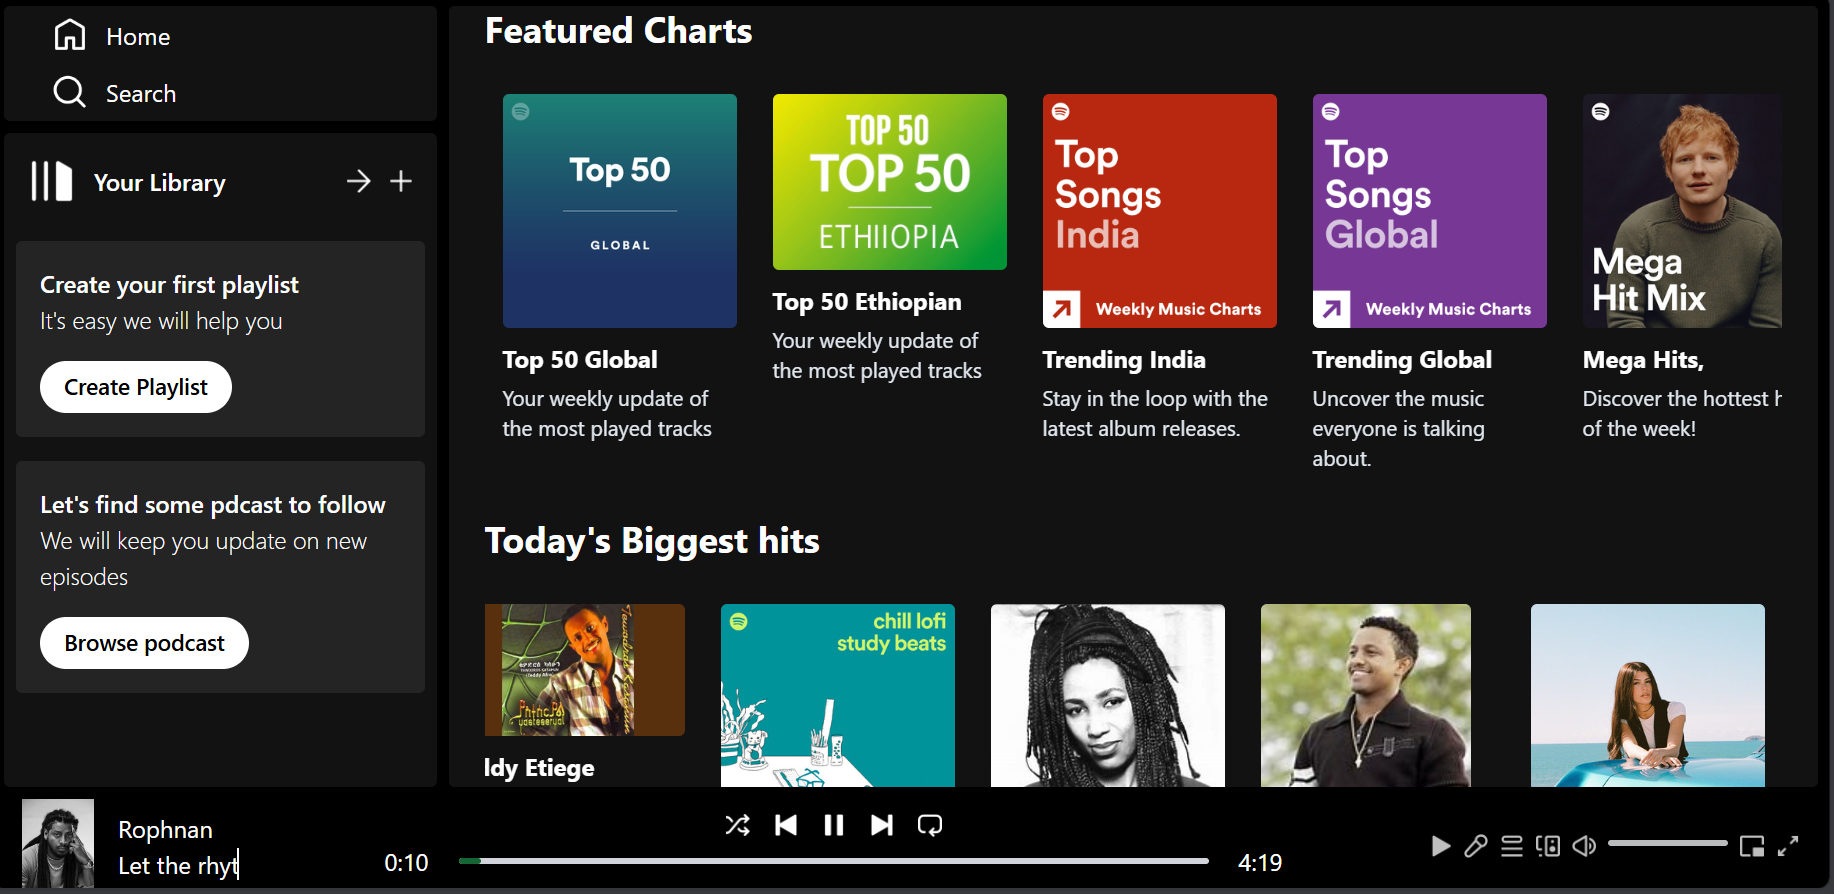 Home
Search
Your Library
Create your first playlist
It's easy we will help you
Create Playlist
Let's find some pdcast to follow
We will keep you update on new
episodes
Browse podcast
Featured Charts
Top 50
GLOBAL
Top 50 Global
Your weekly update of
the most played tracks
TOP 50
TOP 50
ETHIIOPIA
Top 50 Ethiopian
Your weekly update of
the most played tracks
Top
Songs
India
Weekly Music Charts
Trending India
Stay in the loop with the
latest album releases.
Top
Songs
Global
Weekly Music Charts
Trending Global
Uncover the music
everyone is talking
about.
Mega
Hit Mix
Mega Hits,
Discover the hottest h
of the week!
Today's Biggest hits
ldy Etiege
chill lofi
study beats
Rophnan
Let the rhyt
0:10
4:19